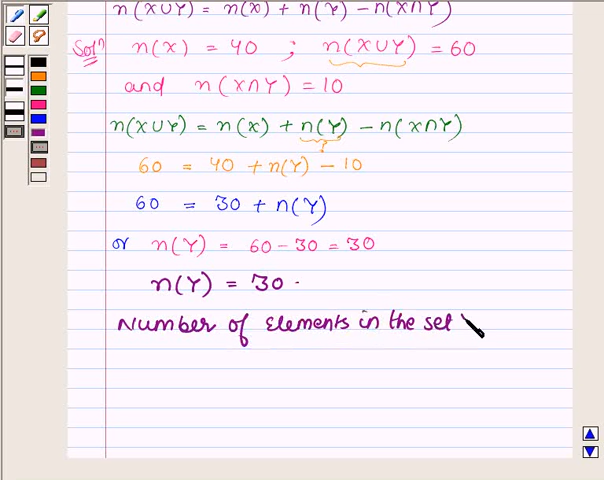 n(X∪Y) = n(X) + n(Y) − n(X∩Y)
Solⁿ n(X) = 40 ; n(X∪Y) = 60
and n(X∩Y) = 10
n(X∪Y) = n(X) + n(Y) − n(X∩Y)
?
60 = 40 + n(Y) − 10
60 = 30 + n(Y)
or n(Y) = 60 − 30 = 30
n(Y) = 30 .
Number of elements in the set